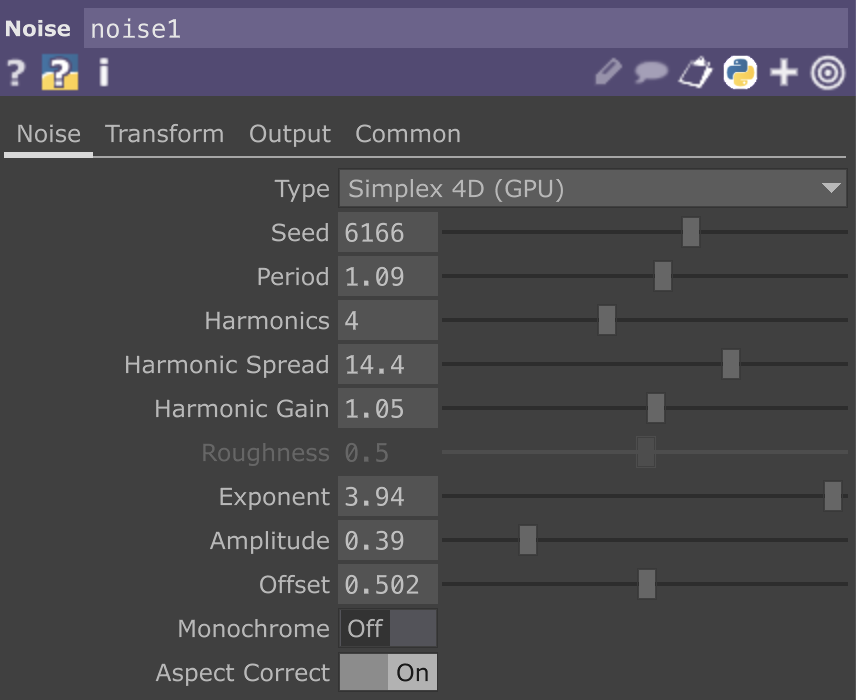 Noise noise1
? ? i
Noise Transform Output Common
Type Simplex 4D (GPU)
Seed 6166
Period 1.09
Harmonics 4
Harmonic Spread 14.4
Harmonic Gain 1.05
Roughness 0.5
Exponent 3.94
Amplitude 0.39
Offset 0.502
Monochrome Off
Aspect Correct On